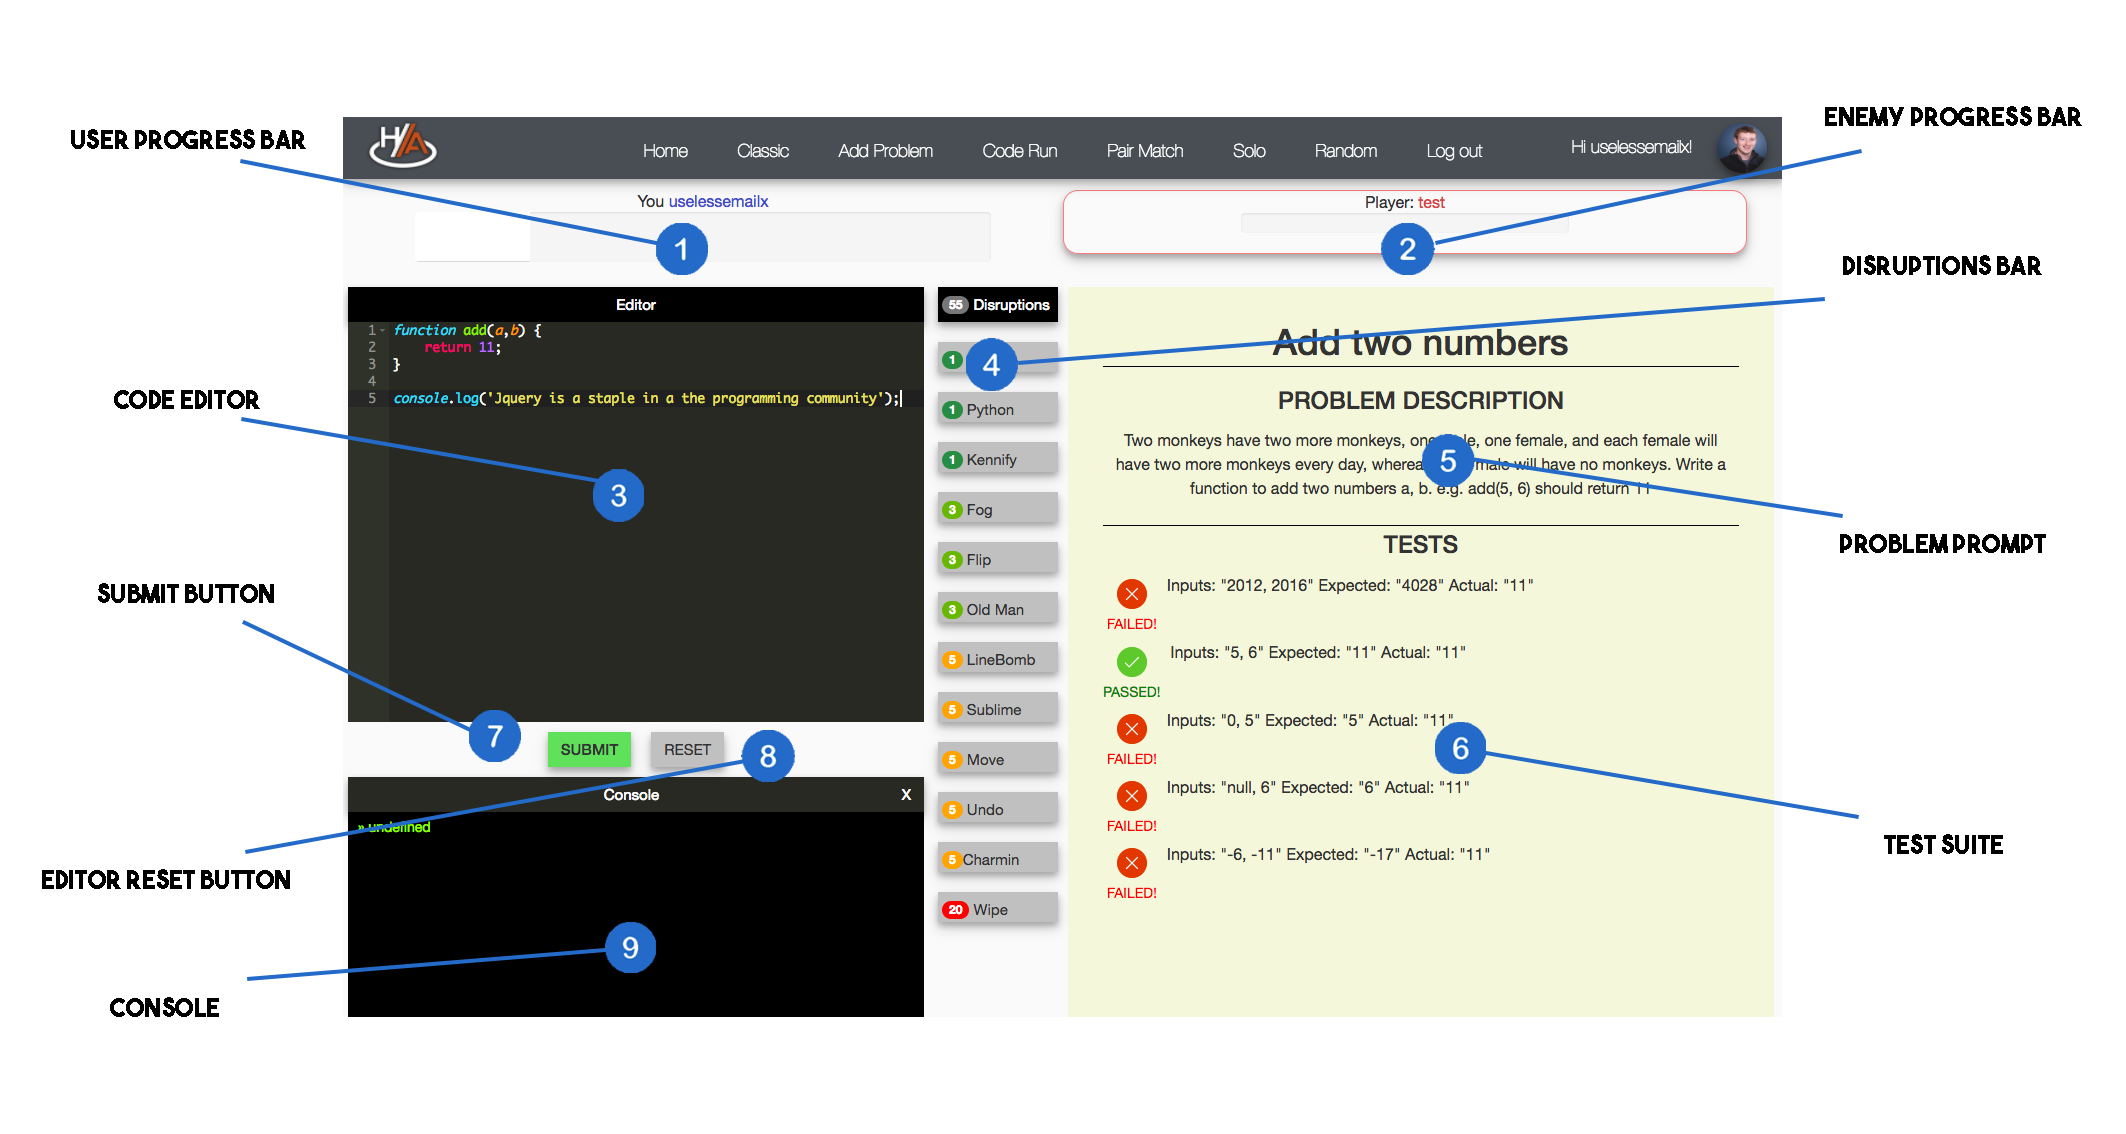 USER PROGRESS BAR
ENEMY PROGRESS BAR
DISRUPTIONS BAR
CODE EDITOR
PROBLEM PROMPT
SUBMIT BUTTON
TEST SUITE
EDITOR RESET BUTTON
CONSOLE
H/A
Home Classic Add Problem Code Run Pair Match Solo Random Log out Hi uselessemailx!
You uselessemailx
1
Player: test
2
Editor
1 function add(a,b) {
2 return 11;
3 }
4
5 console.log('Jquery is a staple in a the programming community');
3
7
SUBMIT RESET
8
Console X
» undefined
9
55 Disruptions
1
4
1 Python
1 Kennify
3 Fog
3 Flip
3 Old Man
5 LineBomb
5 Sublime
5 Move
5 Undo
5 Charmin
20 Wipe
Add two numbers
PROBLEM DESCRIPTION
Two monkeys have two more monkeys, one female, and each female will
have two more monkeys every day, male will have no monkeys. Write a
function to add two numbers a, b. e.g. add(5, 6) should return 11
5
TESTS
Inputs: "2012, 2016" Expected: "4028" Actual: "11"
FAILED!
Inputs: "5, 6" Expected: "11" Actual: "11"
PASSED!
Inputs: "0, 5" Expected: "5" Actual: "11"
FAILED!
6
Inputs: "null, 6" Expected: "6" Actual: "11"
FAILED!
Inputs: "-6, -11" Expected: "-17" Actual: "11"
FAILED!